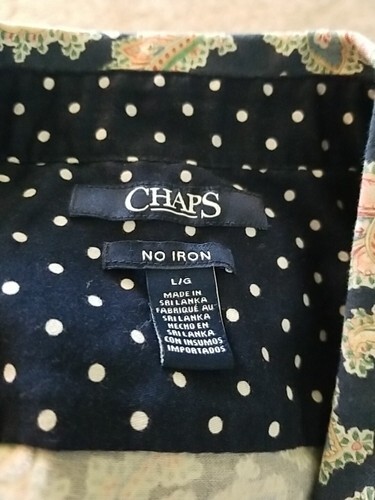 CHAPS
NO IRON
L/G
MADE IN
SRI LANKA
FABRIQUÉ AU
SRI LANKA
HECHO EN
SRI LANKA
CON INSUMOS
IMPORTADOS